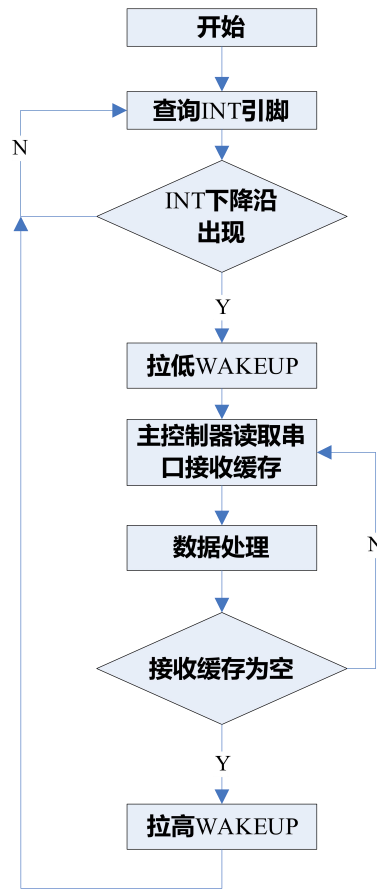 开始
查询INT引脚
N
INT下降沿
出现
Y
拉低WAKEUP
主控制器读取串
口接收缓存
N
数据处理
接收缓存为空
Y
拉高WAKEUP